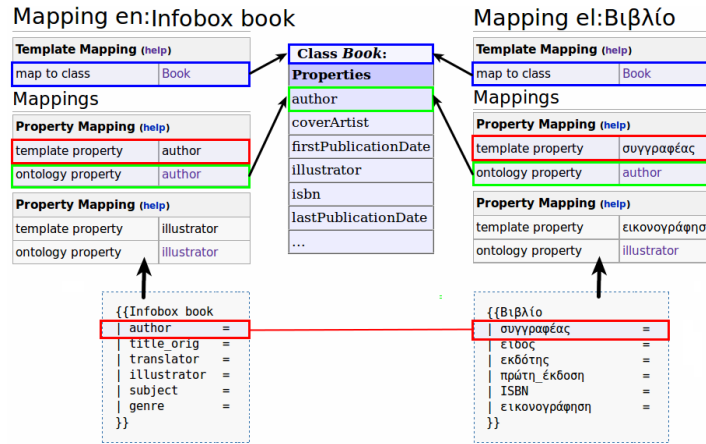 Mapping en:Infobox book
Template Mapping (help)
map to class Book
Mappings
Property Mapping (help)
template property author
ontology property author
Property Mapping (help)
template property illustrator
ontology property illustrator
{{Infobox book
| author =
| title_orig =
| translator =
| illustrator =
| subject =
| genre =
}}
Class Book:
Properties
author
coverArtist
firstPublicationDate
illustrator
isbn
lastPublicationDate
...
Mapping el:Βιβλίο
Template Mapping (help)
map to class Book
Mappings
Property Mapping (help)
template property συγγραφέας
ontology property author
Property Mapping (help)
template property εικονογράφηση
ontology property illustrator
{{Βιβλίο
| συγγραφέας =
| είδος =
| εκδότης =
| πρώτη_έκδοση =
| ISBN =
| εικονογράφηση =
}}